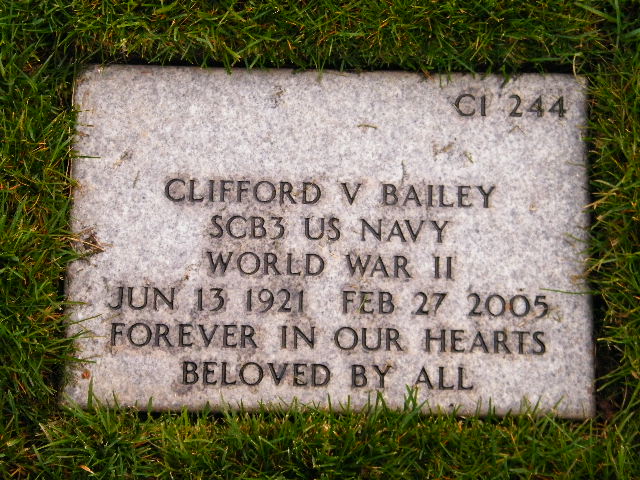 CI 244
CLIFFORD V BAILEY
SCB3 US NAVY
WORLD WAR II
JUN 13 1921 FEB 27 2005
FOREVER IN OUR HEARTS
BELOVED BY ALL